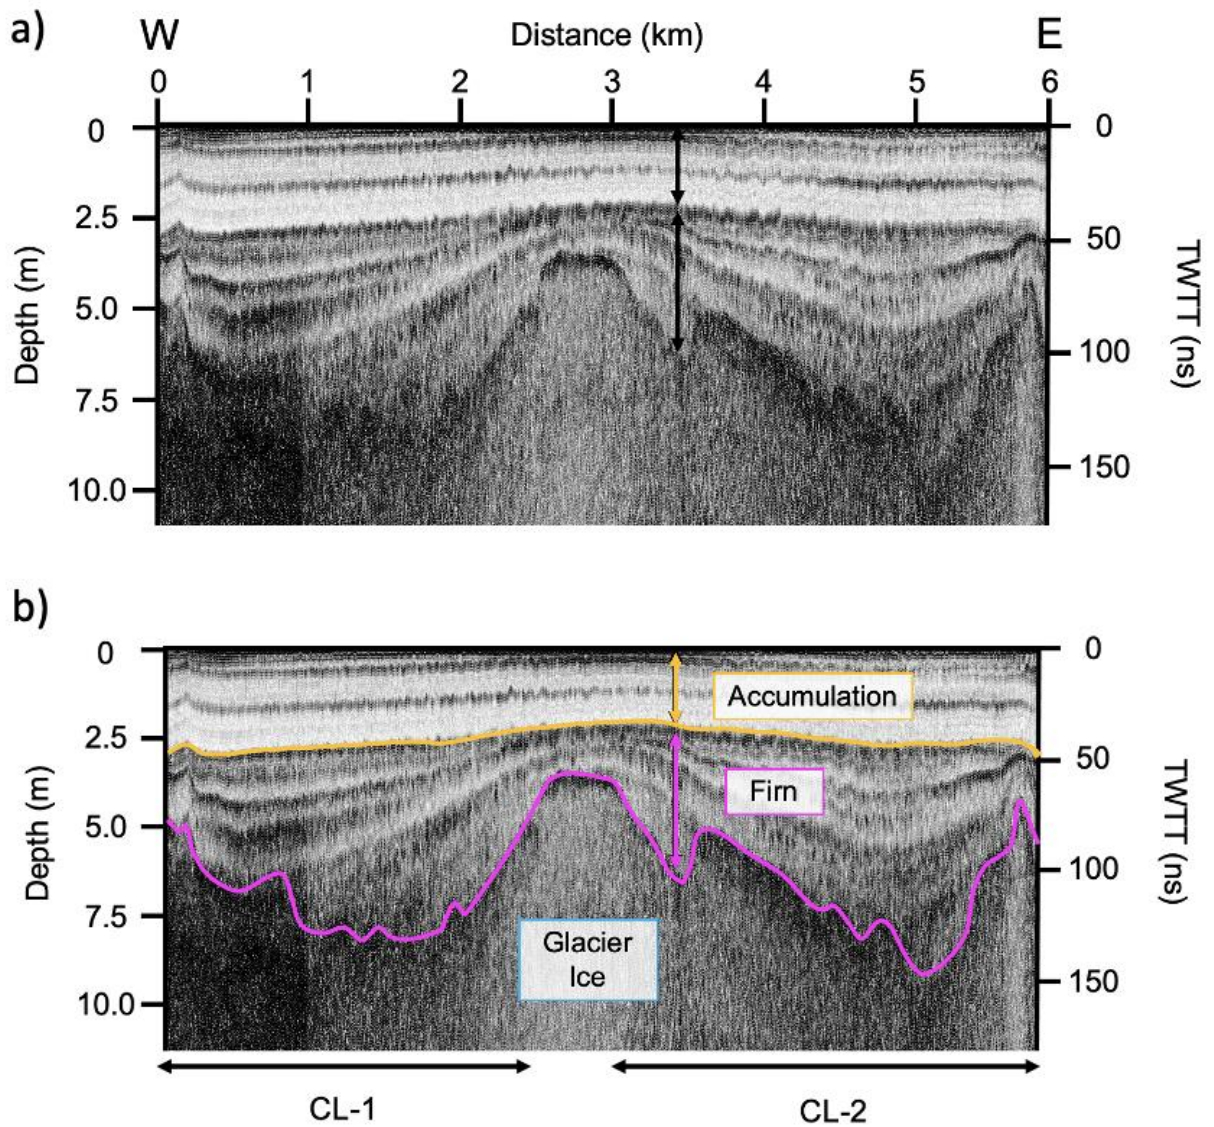 a)
W
Distance (km)
E
0 1 2 3 4 5 6
0
2.5
5.0
7.5
10.0
Depth (m)
0
50
100
150
TWTT (ns)
b)
0
2.5
5.0
7.5
10.0
Depth (m)
Accumulation
Firn
Glacier
Ice
0
50
100
150
TWTT (ns)
CL-1
CL-2